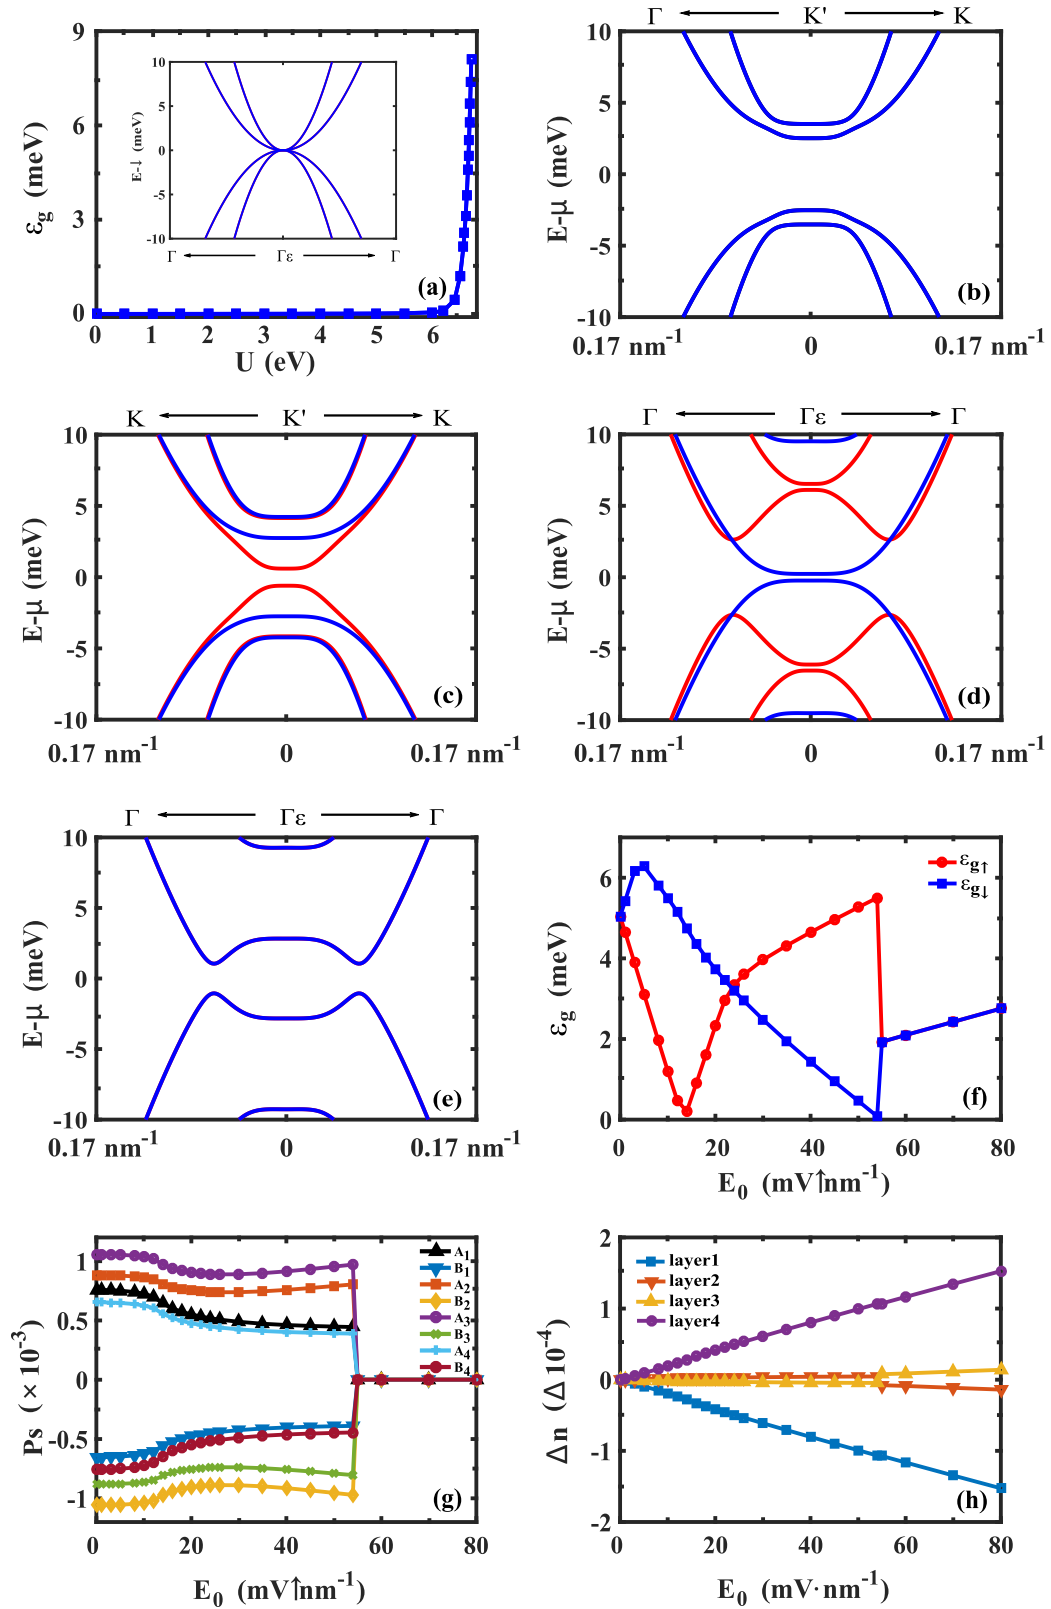 9
6
3
0
ε_g (meV)
10
5
0
-5
-10
E-↓ (meV)
Γ Γε Γ
(a)
0 1 2 3 4 5 6
U (eV)
Γ K' K
10
5
0
-5
-10
E-μ (meV)
(b)
0.17 nm⁻¹ 0 0.17 nm⁻¹
K K' K
10
5
0
-5
-10
E-μ (meV)
(c)
0.17 nm⁻¹ 0 0.17 nm⁻¹
Γ Γε Γ
10
5
0
-5
-10
E-μ (meV)
(d)
0.17 nm⁻¹ 0 0.17 nm⁻¹
Γ Γε Γ
10
5
0
-5
-10
E-μ (meV)
(e)
0.17 nm⁻¹ 0 0.17 nm⁻¹
6
4
2
0
ε_g (meV)
ε_g↑
ε_g↓
(f)
0 20 40 60 80
E₀ (mV↑nm⁻¹)
1
0.5
0
-0.5
-1
Ps (×10⁻³)
A₁
B₁
A₂
B₂
A₃
B₃
A₄
B₄
(g)
0 20 40 60 80
E₀ (mV↑nm⁻¹)
2
1
0
-1
-2
Δn (Δ 10⁻⁴)
layer1
layer2
layer3
layer4
(h)
0 20 40 60 80
E₀ (mV·nm⁻¹)